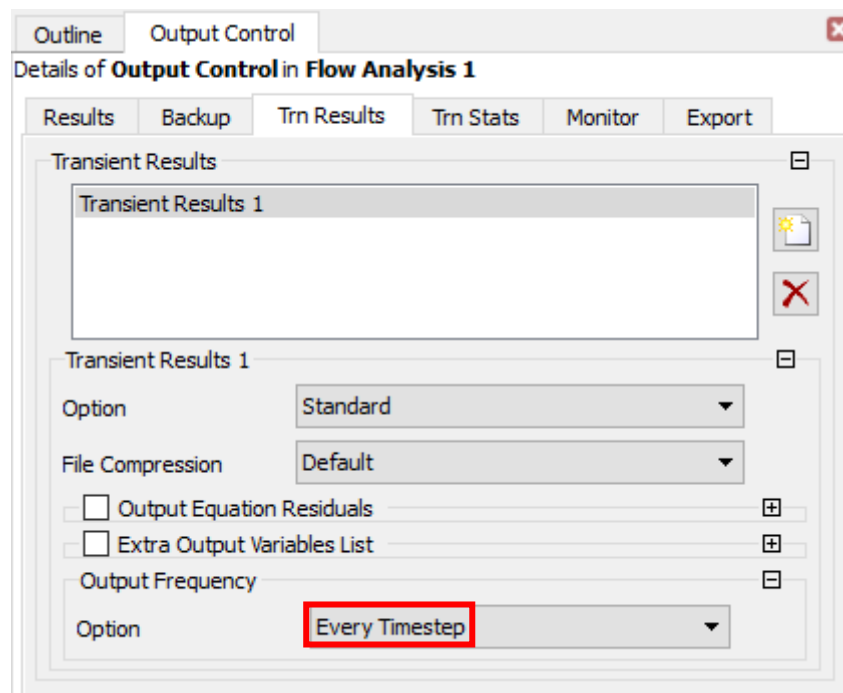 Outline Output Control
Details of Output Control in Flow Analysis 1
Results Backup Trn Results Trn Stats Monitor Export
Transient Results
Transient Results 1
Transient Results 1
Option Standard
File Compression Default
Output Equation Residuals
Extra Output Variables List
Output Frequency
Option Every Timestep